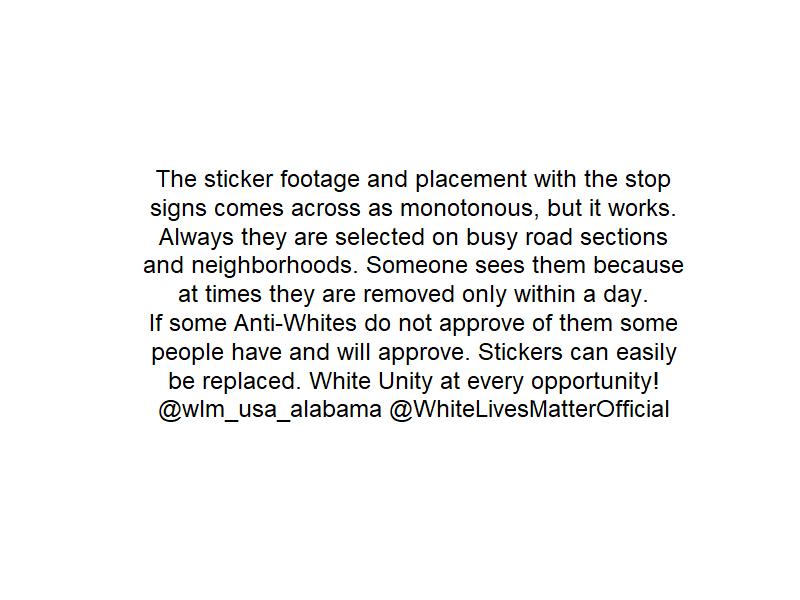 The sticker footage and placement with the stop
signs comes across as monotonous, but it works.
Always they are selected on busy road sections
and neighborhoods. Someone sees them because
at times they are removed only within a day.
If some Anti-Whites do not approve of them some
people have and will approve. Stickers can easily
be replaced. White Unity at every opportunity!
@wlm_usa_alabama @WhiteLivesMatterOfficial